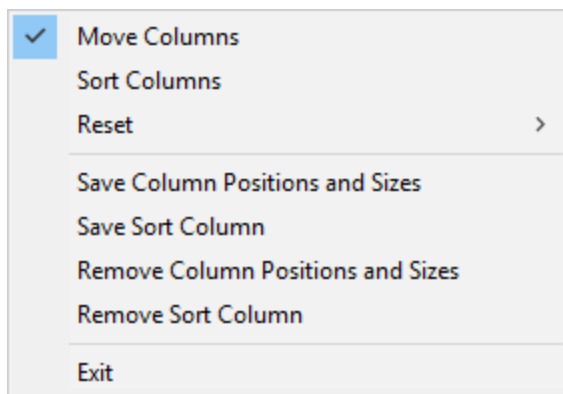 Move Columns
Sort Columns
Reset
Save Column Positions and Sizes
Save Sort Column
Remove Column Positions and Sizes
Remove Sort Column
Exit